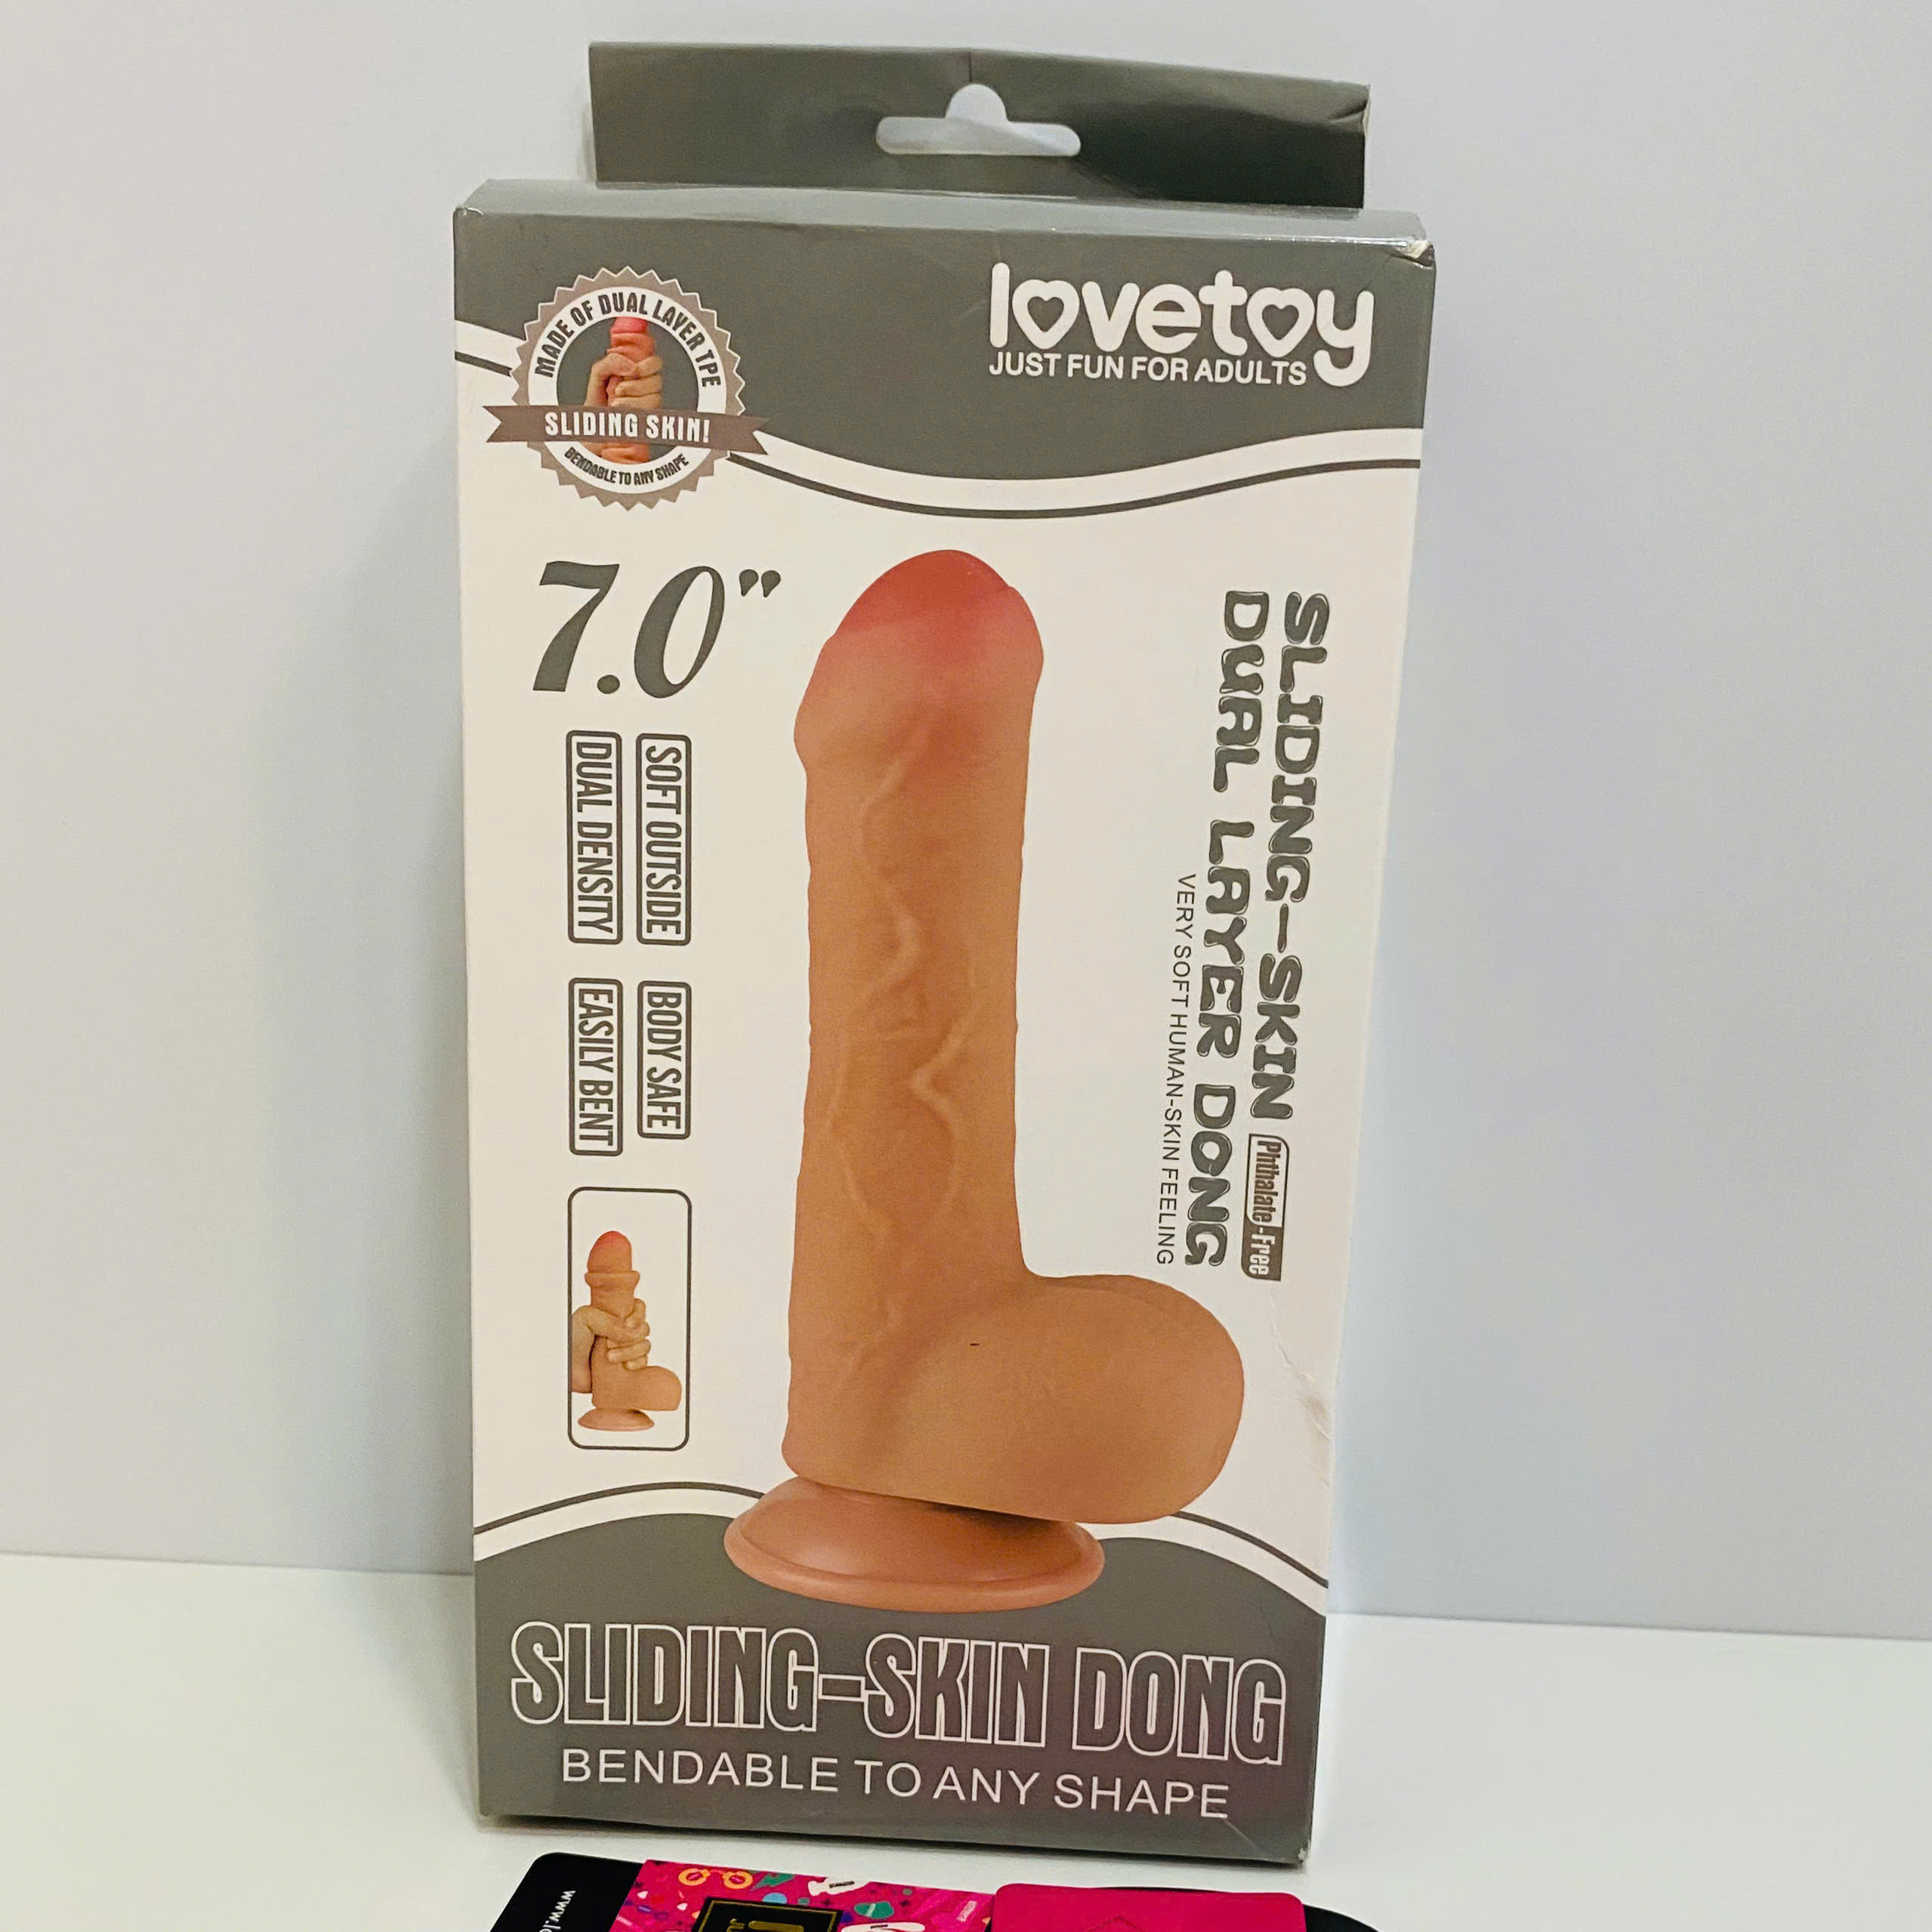 lovetoy
JUST FUN FOR ADULTS
MADE OF DUAL LAYER TPE
SLIDING SKIN!
BENDABLE TO ANY SHAPE
7.0"
SOFT OUTSIDE
DUAL DENSITY
BODY SAFE
EASILY BENT
SLIDING-SKIN
Phthalate-Free
DUAL LAYER DONG
VERY SOFT HUMAN-SKIN FEELING
SLIDING-SKIN DONG
BENDABLE TO ANY SHAPE